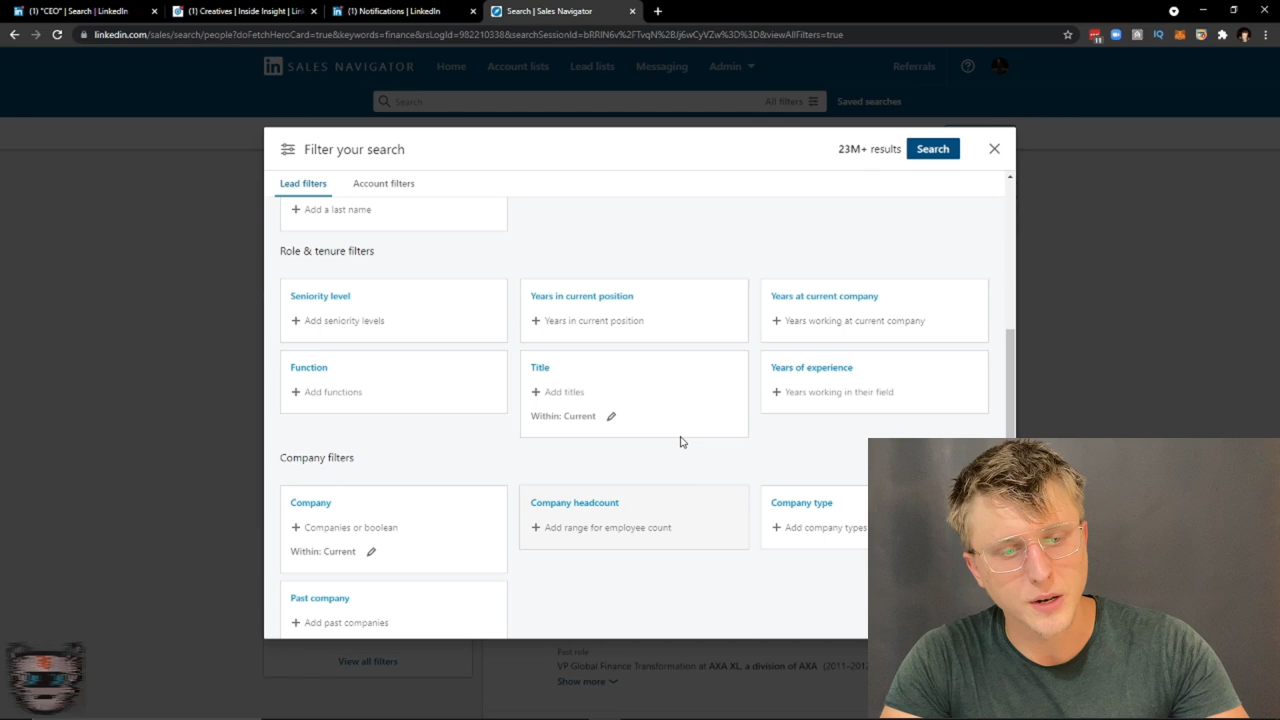 (1) "CEO" | Search | LinkedIn
Creatives | Inside Insight | Lin
(1) Notifications | LinkedIn
Search | Sales Navigator
linkedin.com/sales/search/people?doFetchHeroCard=true&keywords=finance&rsLogId=982210338&searchSessionId=bRRIN6v%2FTvqN%2BJj6wCyVZw%3D%3D&viewAllFilters=true
in SALES NAVIGATOR
Home
Account lists
Lead lists
Messaging
Admin
Referrals
Search
All filters
Saved searches
Filter your search
23M+ results
Search
Lead filters
Account filters
+ Add a last name
Role & tenure filters
Seniority level
+ Add seniority levels
Years in current position
+ Years in current position
Years at current company
+ Years working at current company
Function
+ Add functions
Title
+ Add titles
Within: Current
Years of experience
+ Years working in their field
Company filters
Company
+ Companies or boolean
Within: Current
Company headcount
+ Add range for employee count
Company type
+ Add company types
Past company
+ Add past companies
View all filters
Past role
VP Global Finance Transformation at AXA XL, a division of AXA (2011–2012
Show more